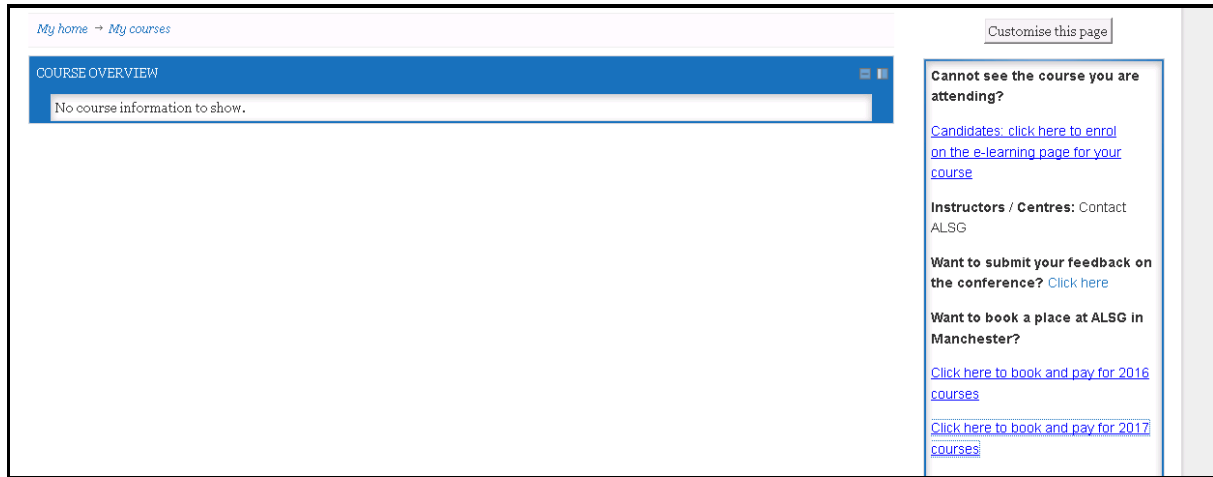 My home → My courses
Customise this page
COURSE OVERVIEW
No course information to show.
Cannot see the course you are
attending?
Candidates: click here to enrol
on the e-learning page for your
course
Instructors / Centres: Contact
ALSG
Want to submit your feedback on
the conference? Click here
Want to book a place at ALSG in
Manchester?
Click here to book and pay for 2016
courses
Click here to book and pay for 2017
courses